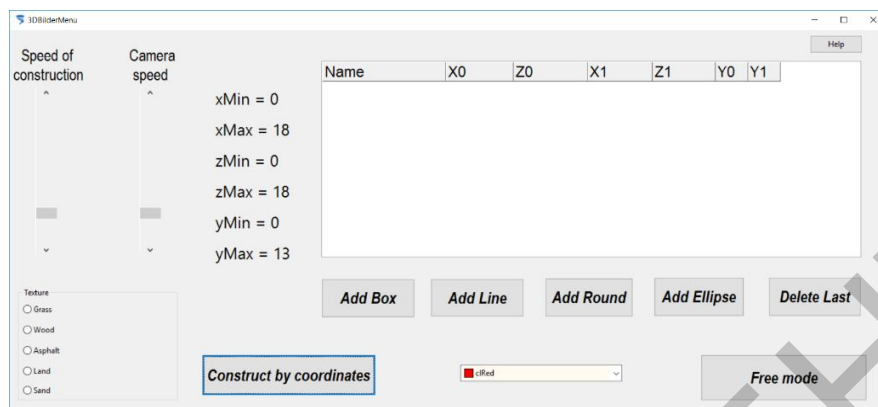 3DBilderMenu
Help
Speed of
construction
Camera
speed
Name X0 Z0 X1 Z1 Y0 Y1
xMin = 0
xMax = 18
zMin = 0
zMax = 18
yMin = 0
yMax = 13
Add Box Add Line Add Round Add Ellipse Delete Last
Texture
Grass
Wood
Asphalt
Land
Sand
Construct by coordinates
clRed
Free mode